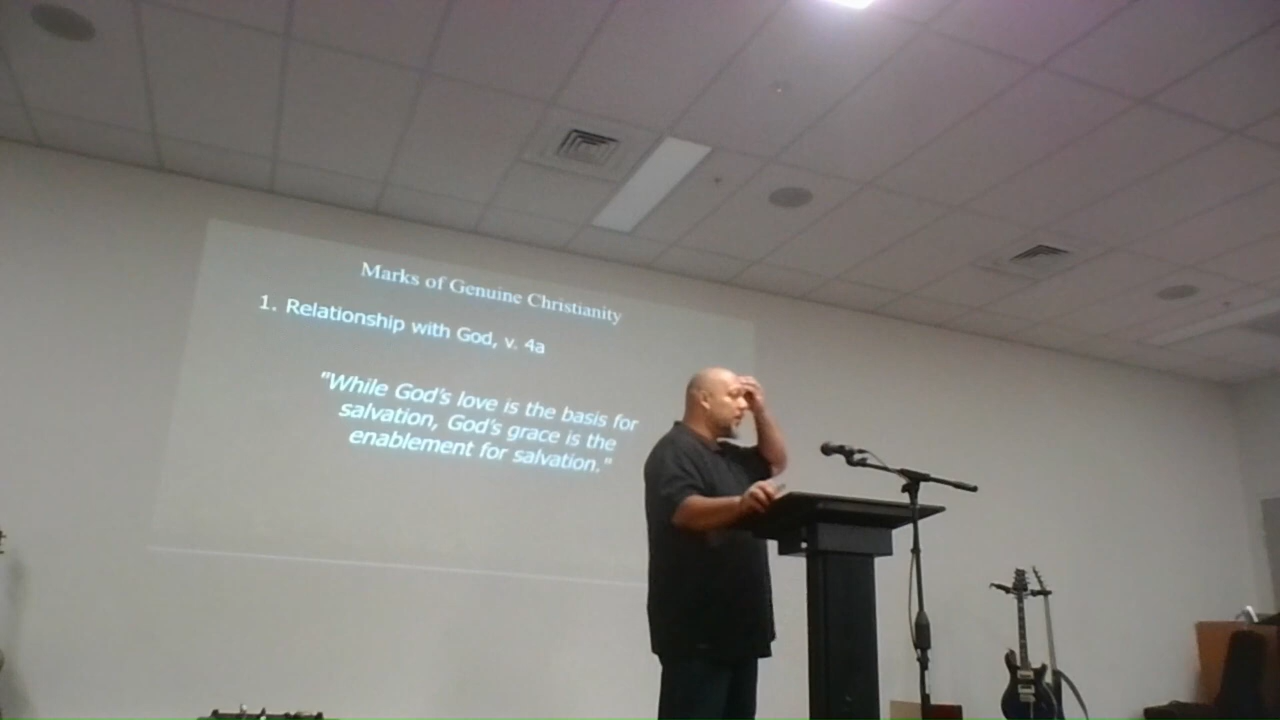 Marks of Genuine Christianity
1. Relationship with God, v. 4a
"While God's love is the basis for
salvation, God's grace is the
enablement for salvation."